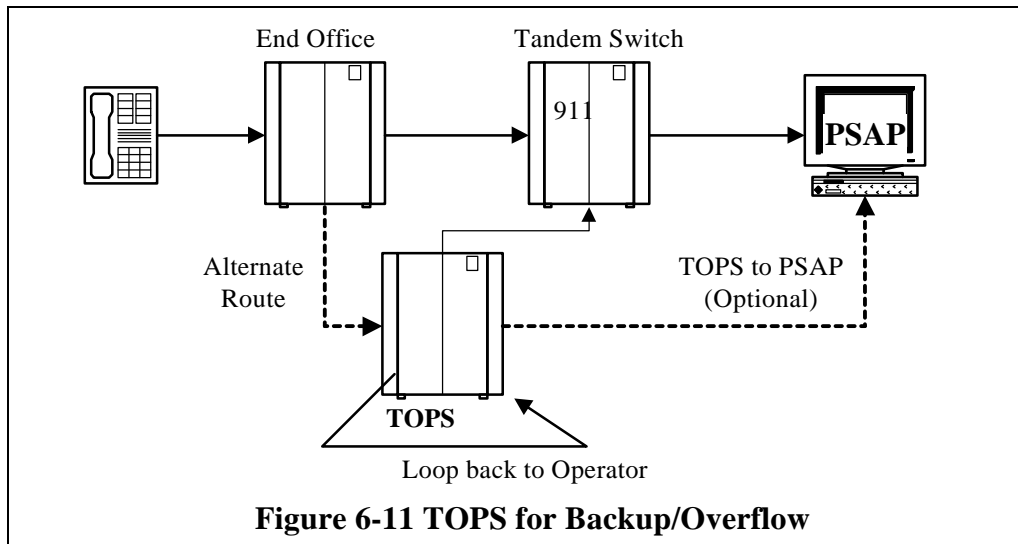 End Office
Tandem Switch
911
PSAP
Alternate
Route
TOPS to PSAP
(Optional)
TOPS
Loop back to Operator
Figure 6-11 TOPS for Backup/Overflow